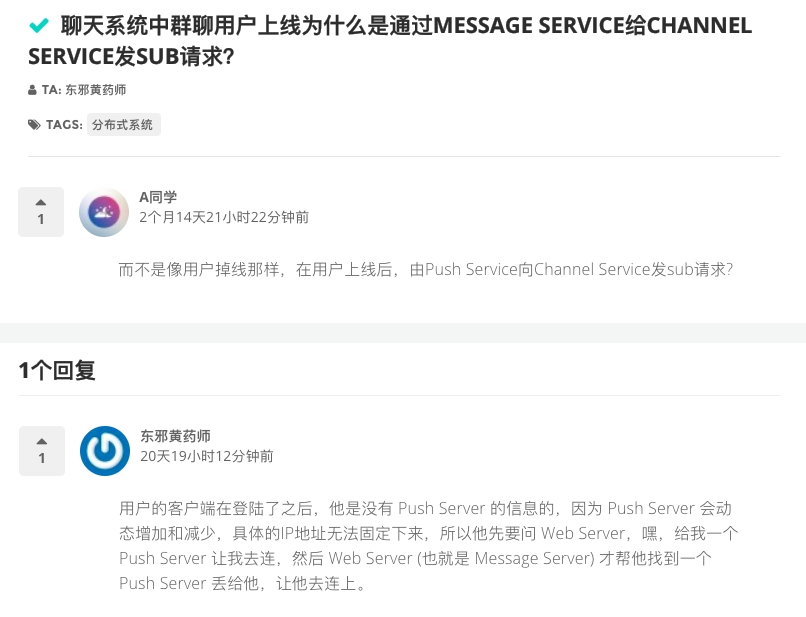 聊天系统中群聊用户上线为什么是通过MESSAGE SERVICE给CHANNEL
SERVICE发SUB请求?
TA: 东邪黄药师
TAGS: 分布式系统
1
A同学
2个月14天21小时22分钟前
而不是像用户掉线那样，在用户上线后，由Push Service向Channel Service发sub请求?
1个回复
1
东邪黄药师
20天19小时12分钟前
用户的客户端在登陆了之后，他是没有 Push Server 的信息的，因为 Push Server 会动
态增加和减少，具体的IP地址无法固定下来，所以他先要问 Web Server，嘿，给我一个
Push Server 让我去连，然后 Web Server (也就是 Message Server) 才帮他找到一个
Push Server 丢给他，让他去连上。